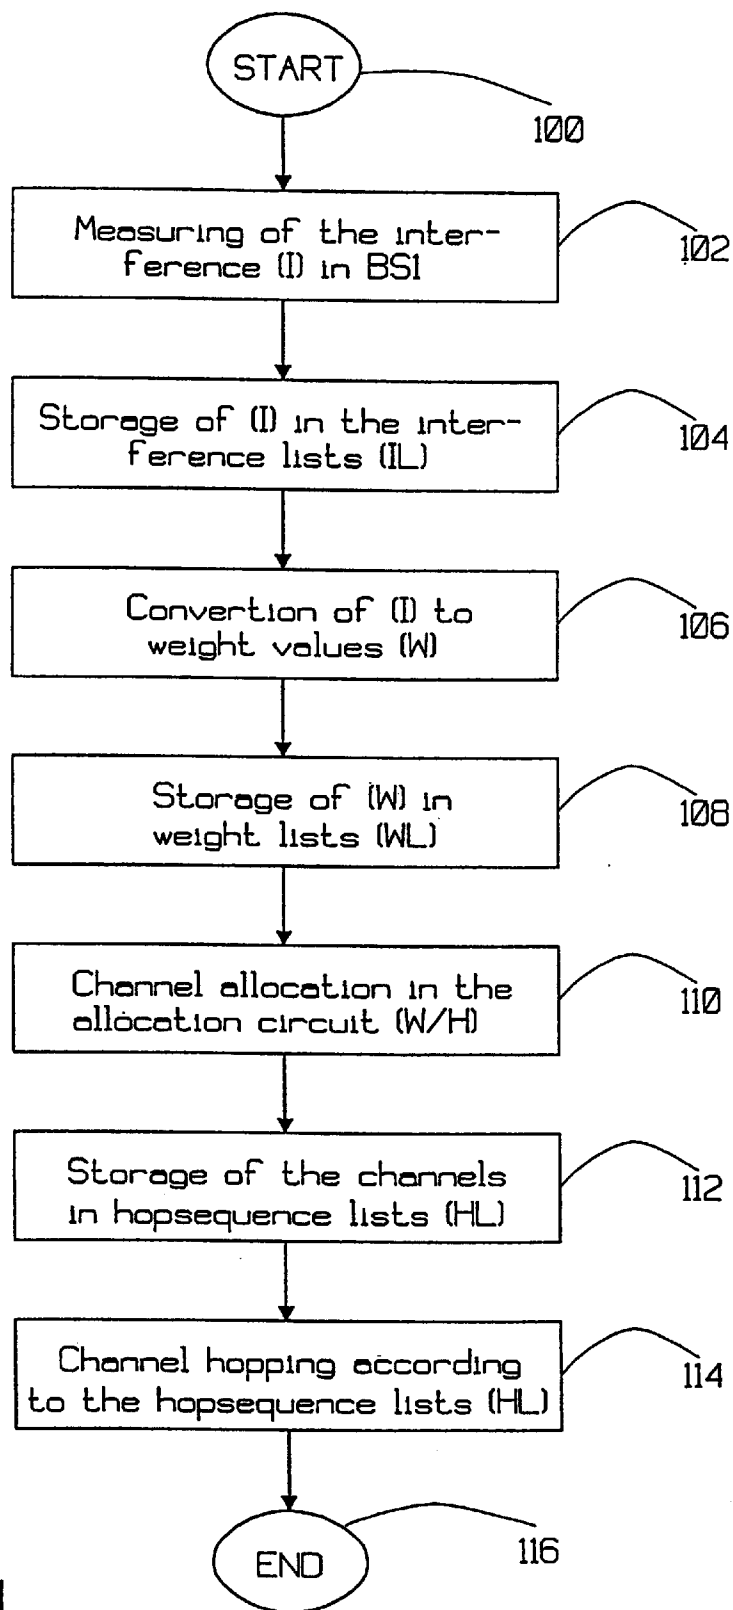 START
100
Measuring of the inter-
ference (I) in BS1
102
Storage of (I) in the inter-
ference lists (IL)
104
Convertion of (I) to
weight values (W)
106
Storage of (W) in
weight lists (WL)
108
Channel allocation in the
allocation circuit (W/H)
110
Storage of the channels
in hopsequence lists (HL)
112
Channel hopping according
to the hopsequence lists (HL)
114
END
116